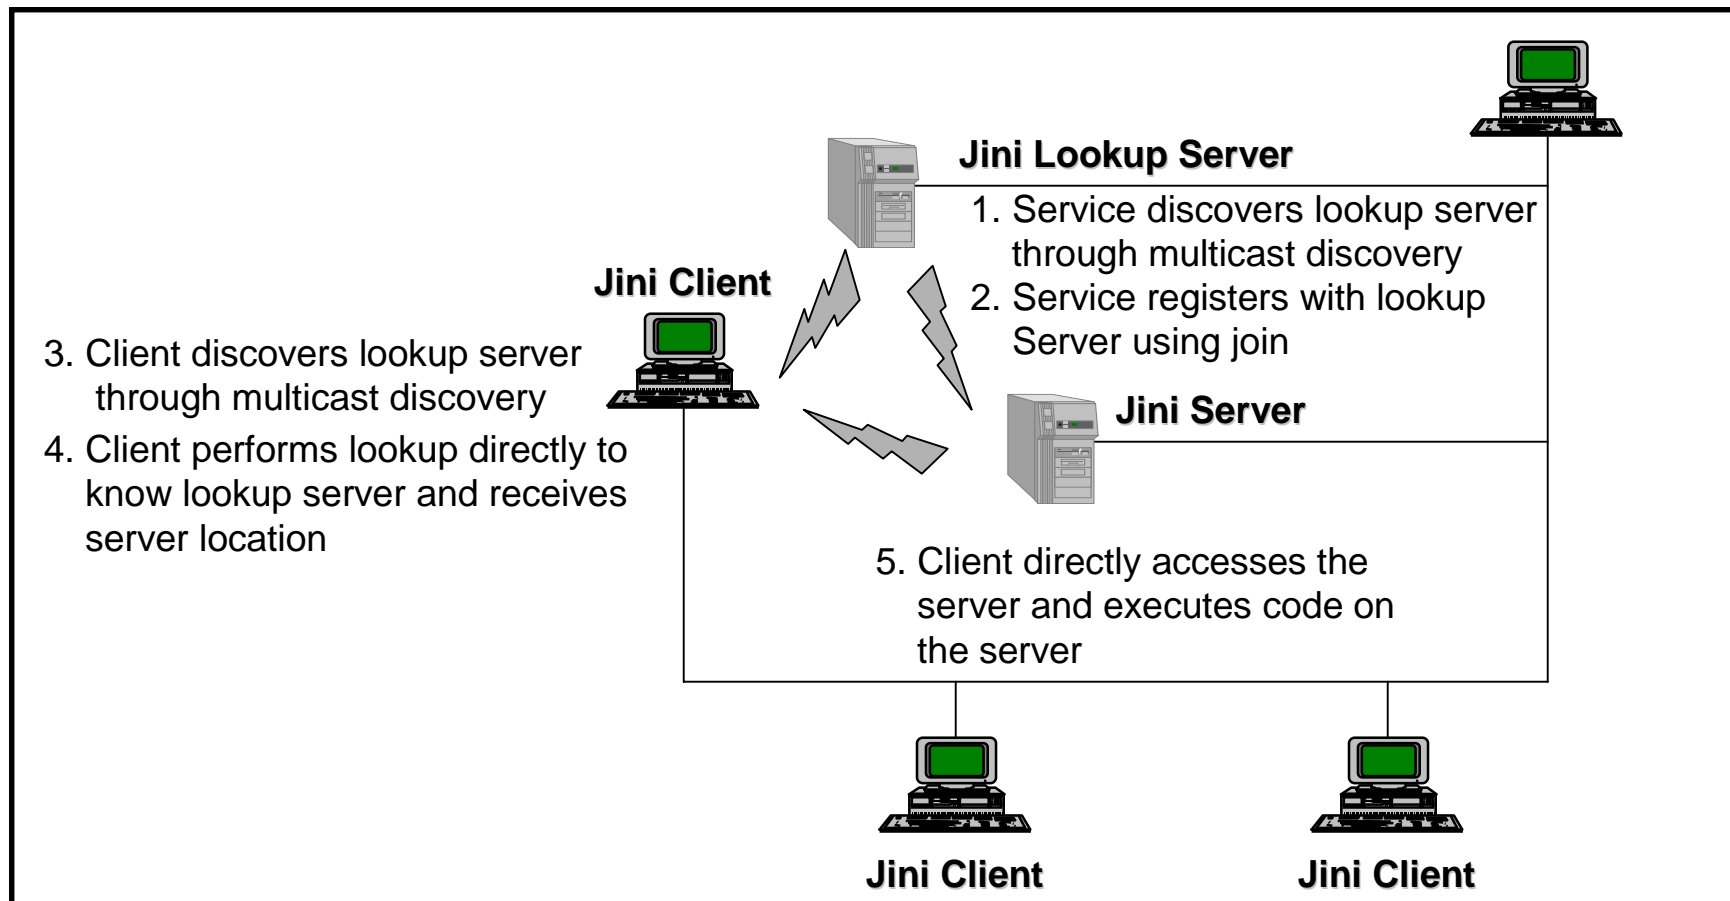 Jini Lookup Server
1. Service discovers lookup server
through multicast discovery
2. Service registers with lookup
Server using join
Jini Client
3. Client discovers lookup server
through multicast discovery
4. Client performs lookup directly to
know lookup server and receives
server location
Jini Server
5. Client directly accesses the
server and executes code on
the server
Jini Client
Jini Client